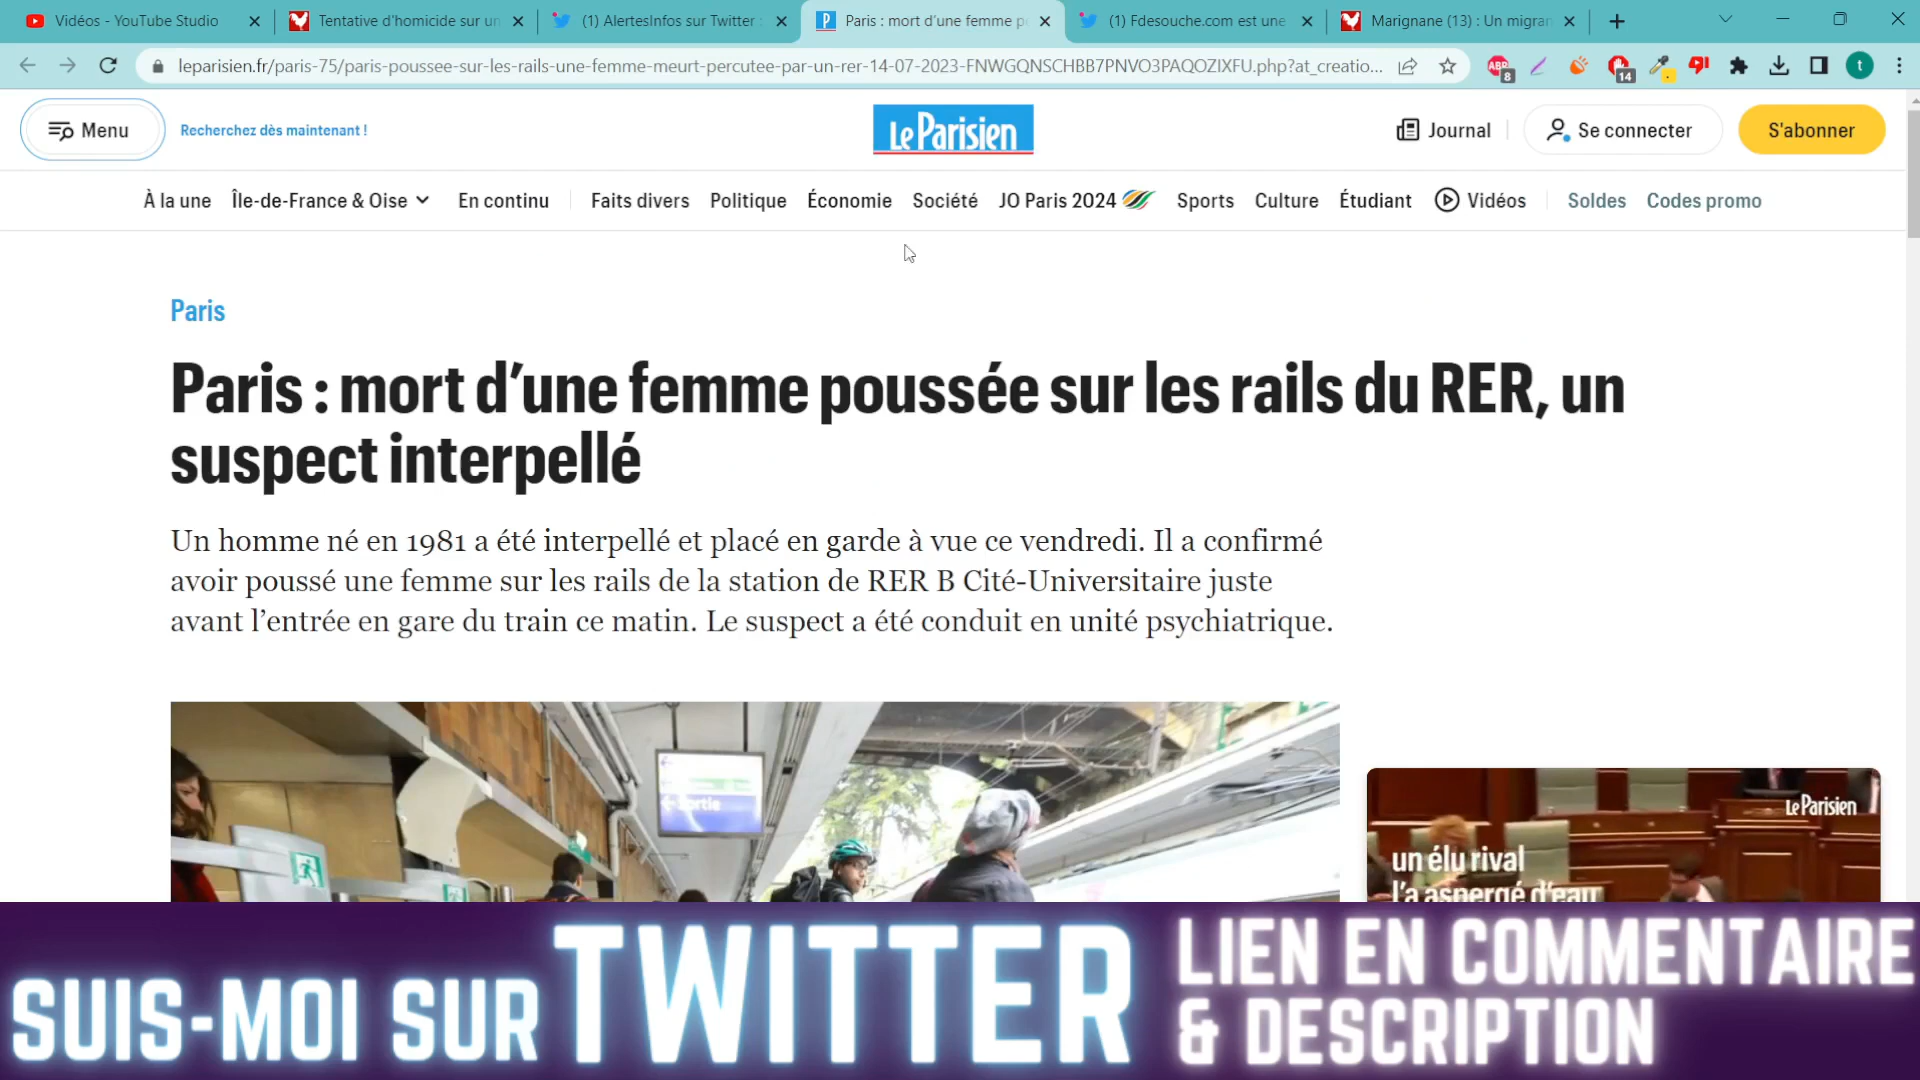 Vidéos - YouTube Studio
Tentative d'homicide sur un
(1) AlertesInfos sur Twitter :
Paris : mort d'une femme p
(1) Fdesouche.com est une
Marignane (13) : Un migran
leparisien.fr/paris-75/paris-poussee-sur-les-rails-une-femme-meurt-percutee-par-un-rer-14-07-2023-FNWGQNSCHBB7PNVO3PAQOZIXFU.php?at_creatio...
ABP 8
14
t
Menu
Recherchez dès maintenant !
Le Parisien
Journal
Se connecter
S'abonner
À la une
Île-de-France & Oise
En continu
Faits divers
Politique
Économie
Société
JO Paris 2024
Sports
Culture
Étudiant
Vidéos
Soldes
Codes promo
Paris
Paris : mort d'une femme poussée sur les rails du RER, un
suspect interpellé
Un homme né en 1981 a été interpellé et placé en garde à vue ce vendredi. Il a confirmé
avoir poussé une femme sur les rails de la station de RER B Cité-Universitaire juste
avant l'entrée en gare du train ce matin. Le suspect a été conduit en unité psychiatrique.
Sortie
Le Parisien
un élu rival
l'a aspergé d'eau
SUIS-MOI SUR TWITTER
LIEN EN COMMENTAIRE
& DESCRIPTION